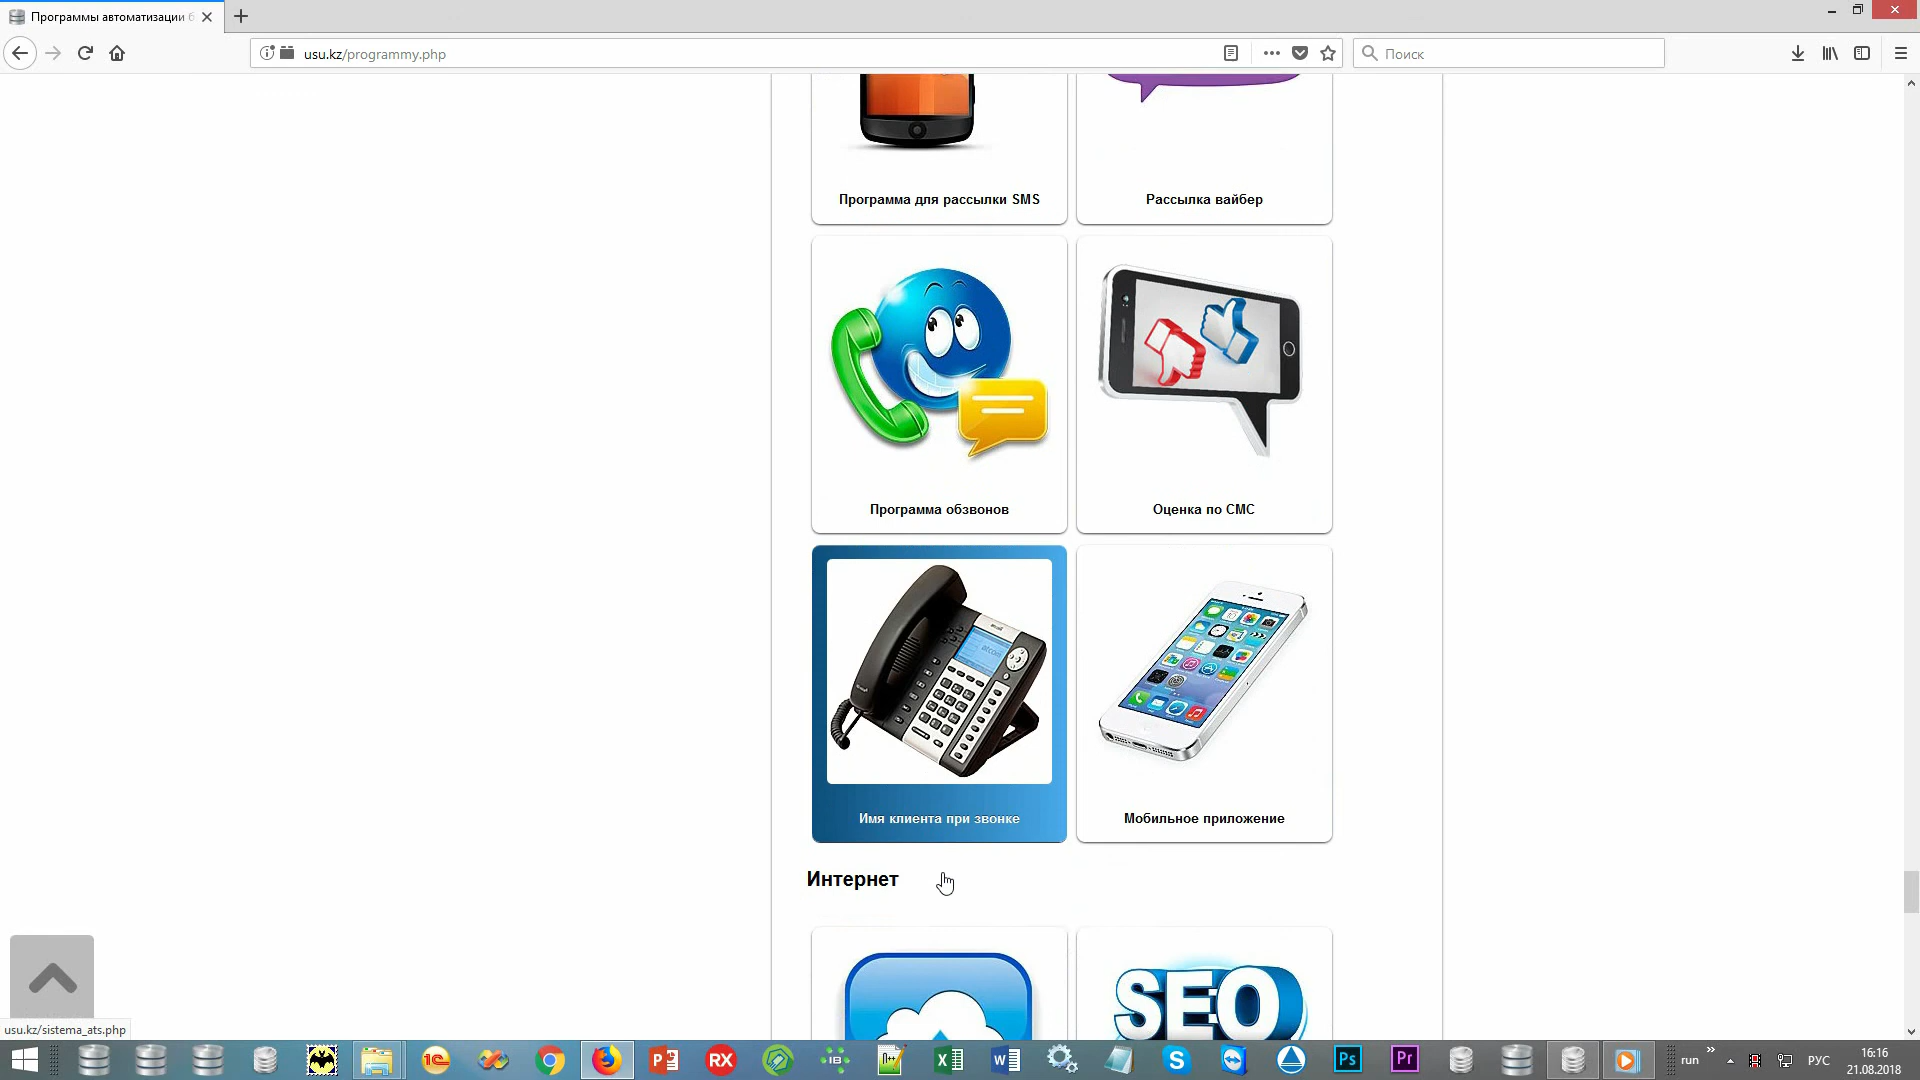 Программы автоматизации б
usu.kz/programmy.php
Поиск
Программа для рассылки SMS
Рассылка вайбер
Программа обзвонов
Оценка по СМС
Имя клиента при звонке
Мобильное приложение
Интернет
SEO
usu.kz/sistema_ats.php
run
РУС
16:16
21.08.2018